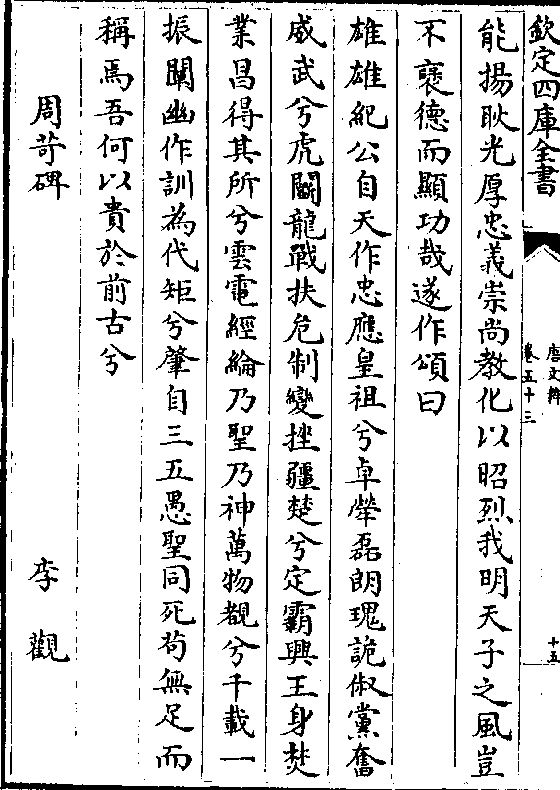 欽定四庫全書
唐文粹
卷五十三
十五
能揚耿光厚忠義崇尚教化以昭烈我明天子之風豈
不褒德而顯功哉遂作頌曰
雄雄紀公自天作忠應皇祖兮卓犖磊朗瑰詭俶黨奮
威武兮虎鬬龍戰扶危制變挫疆楚兮定霸興王身焚
業昌得其所兮雲電經綸乃聖乃神萬物覩兮千載一
振闡幽作訓為代矩兮肇自三五愚聖同死茍無足而
稱焉吾何以貴於前古兮
周苛碑
李觀